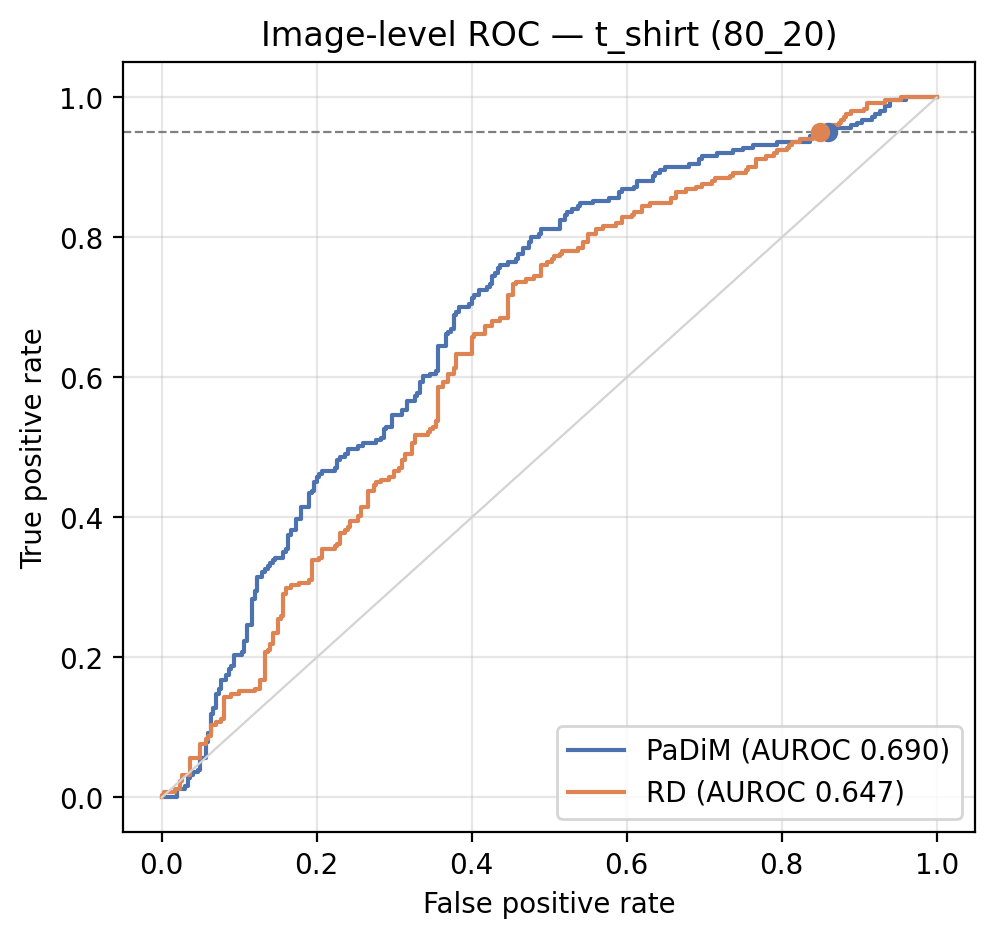 Image-level ROC — t_shirt (80_20)
True positive rate
1.0
0.8
0.6
0.4
0.2
0.0
PaDiM (AUROC 0.690)
RD (AUROC 0.647)
0.0 0.2 0.4 0.6 0.8 1.0
False positive rate